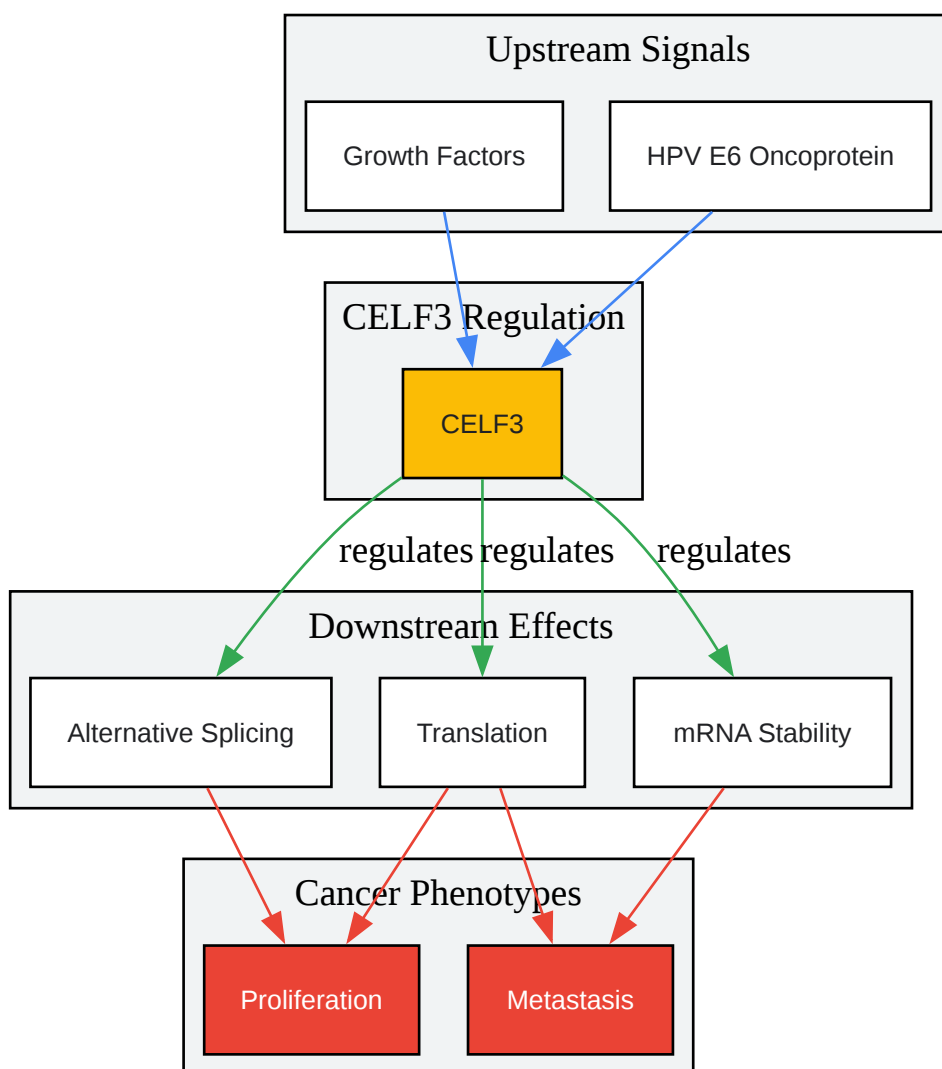 Upstream Signals
Growth Factors
HPV E6 Oncoprotein
CELF3 Regulation
CELF3
regulates
regulates
regulates
Downstream Effects
Alternative Splicing
Translation
mRNA Stability
Cancer Phenotypes
Proliferation
Metastasis